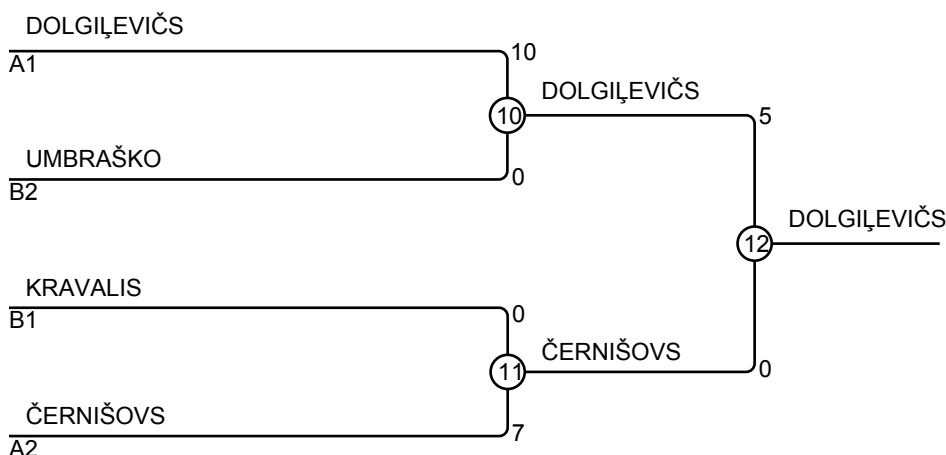 DOLGIĻEVIČS
A1
10
10
DOLGIĻEVIČS
5
UMBRAŠKO
B2
0
12
DOLGIĻEVIČS
KRAVALIS
B1
0
11
ČERNIŠOVS
0
ČERNIŠOVS
A2
7